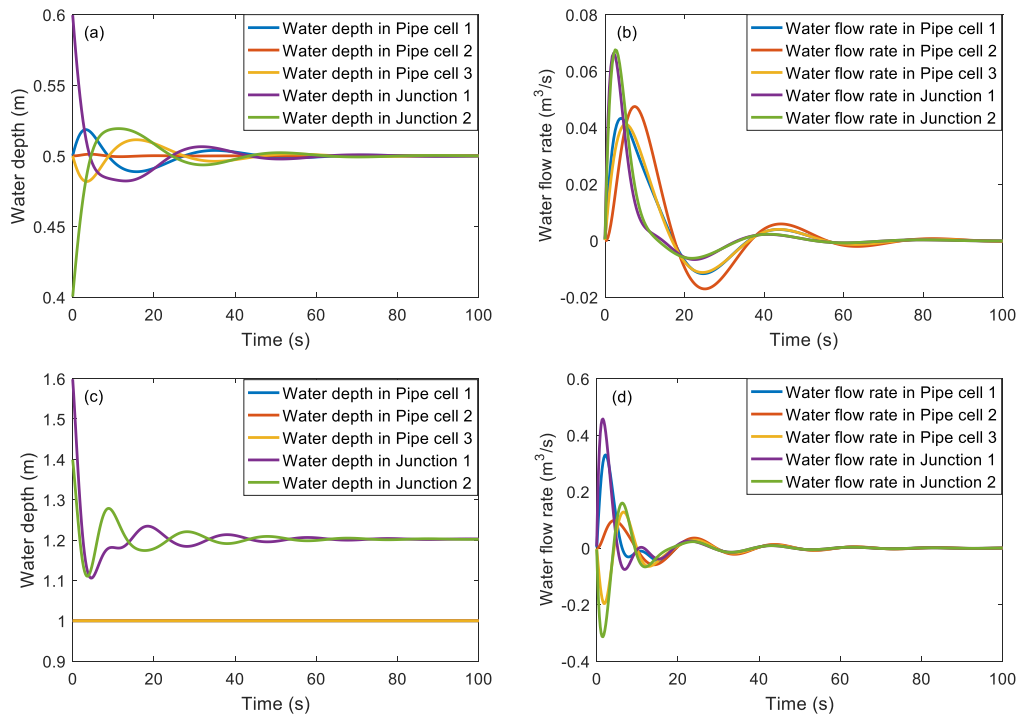 0.6
0.5
0.5
0.45
0.4
0
20
40
60
80
100
Time (s)
Water depth (m)
(a)
Water depth in Pipe cell 1
Water depth in Pipe cell 2
Water depth in Pipe cell 3
Water depth in Junction 1
Water depth in Junction 2
0.08
0.06
0.04
0.02
0
-0.02
0
20
40
60
80
100
Time (s)
Water flow rate (m³/s)
(b)
Water flow rate in Pipe cell 1
Water flow rate in Pipe cell 2
Water flow rate in Pipe cell 3
Water flow rate in Junction 1
Water flow rate in Junction 2
1.6
1.4
1.3
1.2
1.1
1
0.9
0
20
40
60
80
100
Time (s)
Water depth (m)
(c)
Water depth in Pipe cell 1
Water depth in Pipe cell 2
Water depth in Pipe cell 3
Water depth in Junction 1
Water depth in Junction 2
0.6
0.4
0.2
0
-0.2
-0.4
0
20
40
60
80
100
Time (s)
Water flow rate (m³/s)
(d)
Water flow rate in Pipe cell 1
Water flow rate in Pipe cell 2
Water flow rate in Pipe cell 3
Water flow rate in Junction 1
Water flow rate in Junction 2